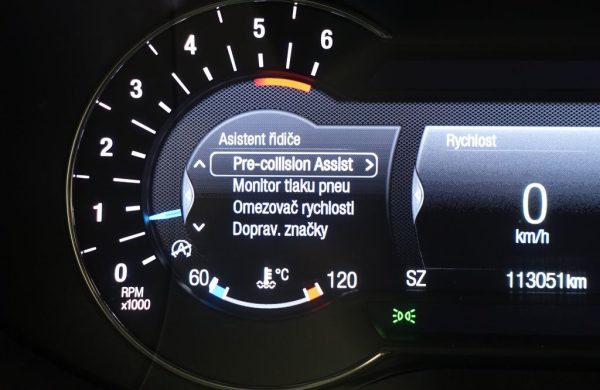 6
5
4
3
2
1
0
RPM
x1000
Asistent řidiče
Pre-collision Assist
Monitor tlaku pneu
Omezovač rychlosti
Doprav. značky
60
°C
120
Rychlost
0
km/h
SZ
113051km